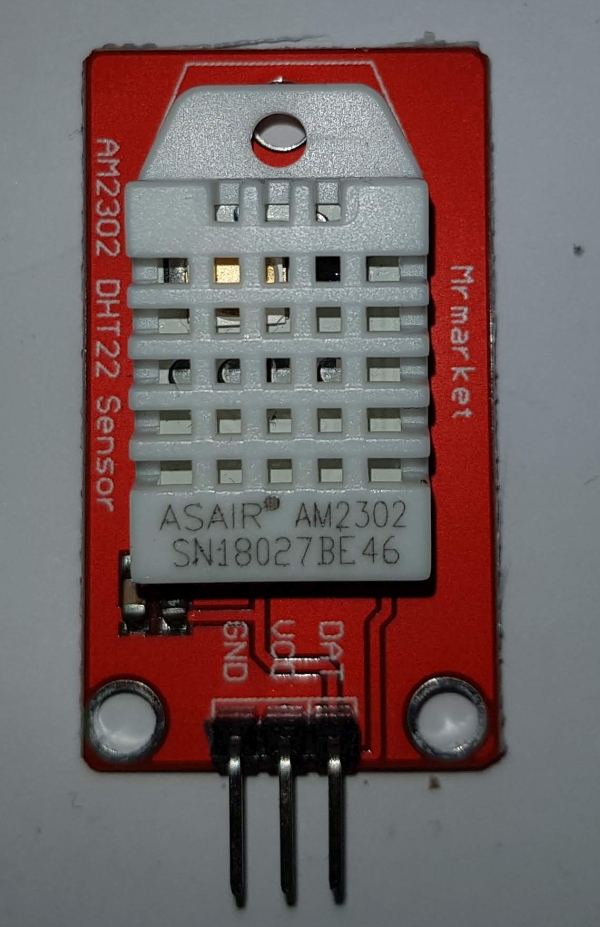 AM2302 DHT22 Sensor
Mrmarket
ASAIR® AM2302
SN18027BE46
GND
VCC
DAT